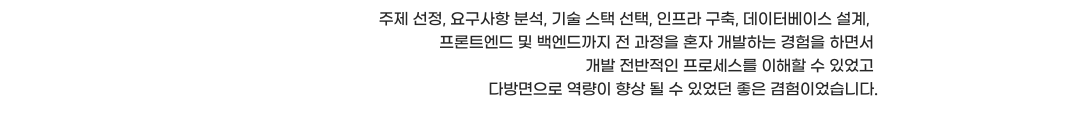 주제 선정, 요구사항 분석, 기술 스택 선택, 인프라 구축, 데이터베이스 설계,
프론트엔드 및 백엔드까지 전 과정을 혼자 개발하는 경험을 하면서
개발 전반적인 프로세스를 이해할 수 있었고
다방면으로 역량이 향상 될 수 있었던 좋은 겸험이었습니다.